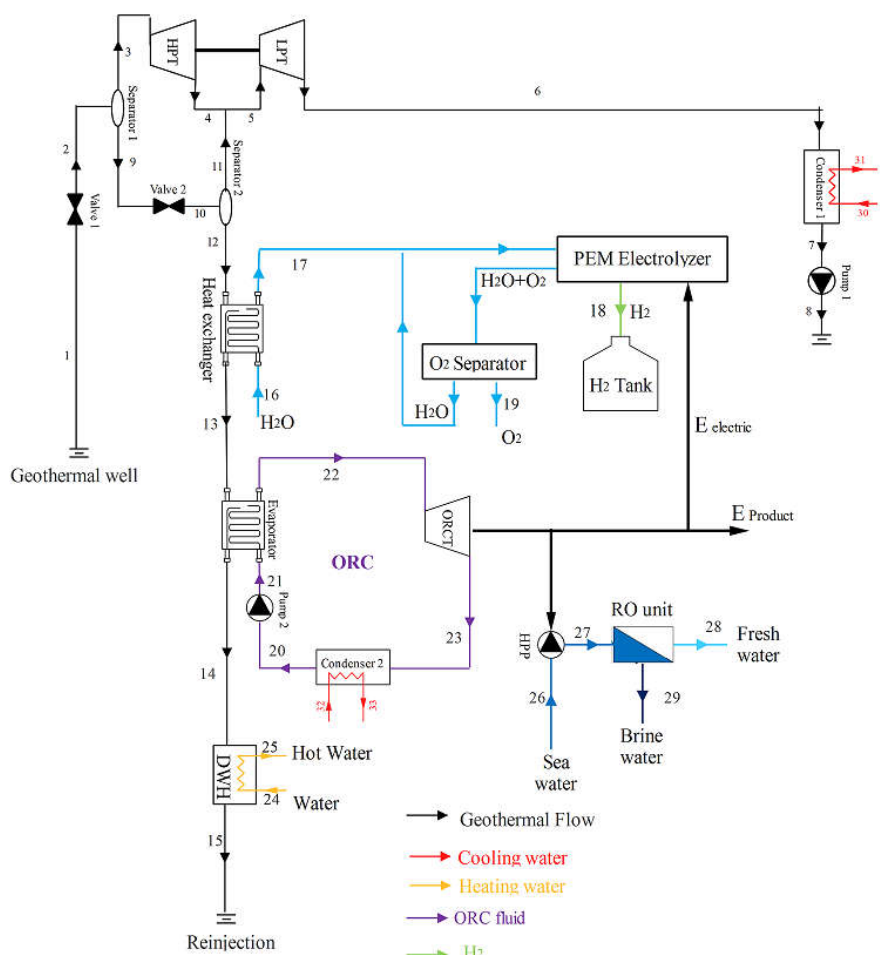 3
HPT
LPT
6
4
5
Separator 1
2
9
11
Separator 2
Valve 2
10
Valve 1
12
31
Condenser 1
30
7
Pump 1
8
17
PEM Electrolyzer
H2O+O2
18
H2
Heat exchanger
O2 Separator
H2 Tank
1
16
H2O
H2O
19
O2
13
E electric
Geothermal well
22
Evaporator
ORCT
E Product
ORC
21
Pump 2
RO unit
23
27
28
Fresh water
HPP
20
Condenser 2
14
32
33
26
29
Brine water
Sea water
25
Hot Water
DWH
24
Water
15
Geothermal Flow
Cooling water
Heating water
ORC fluid
Reinjection
H2